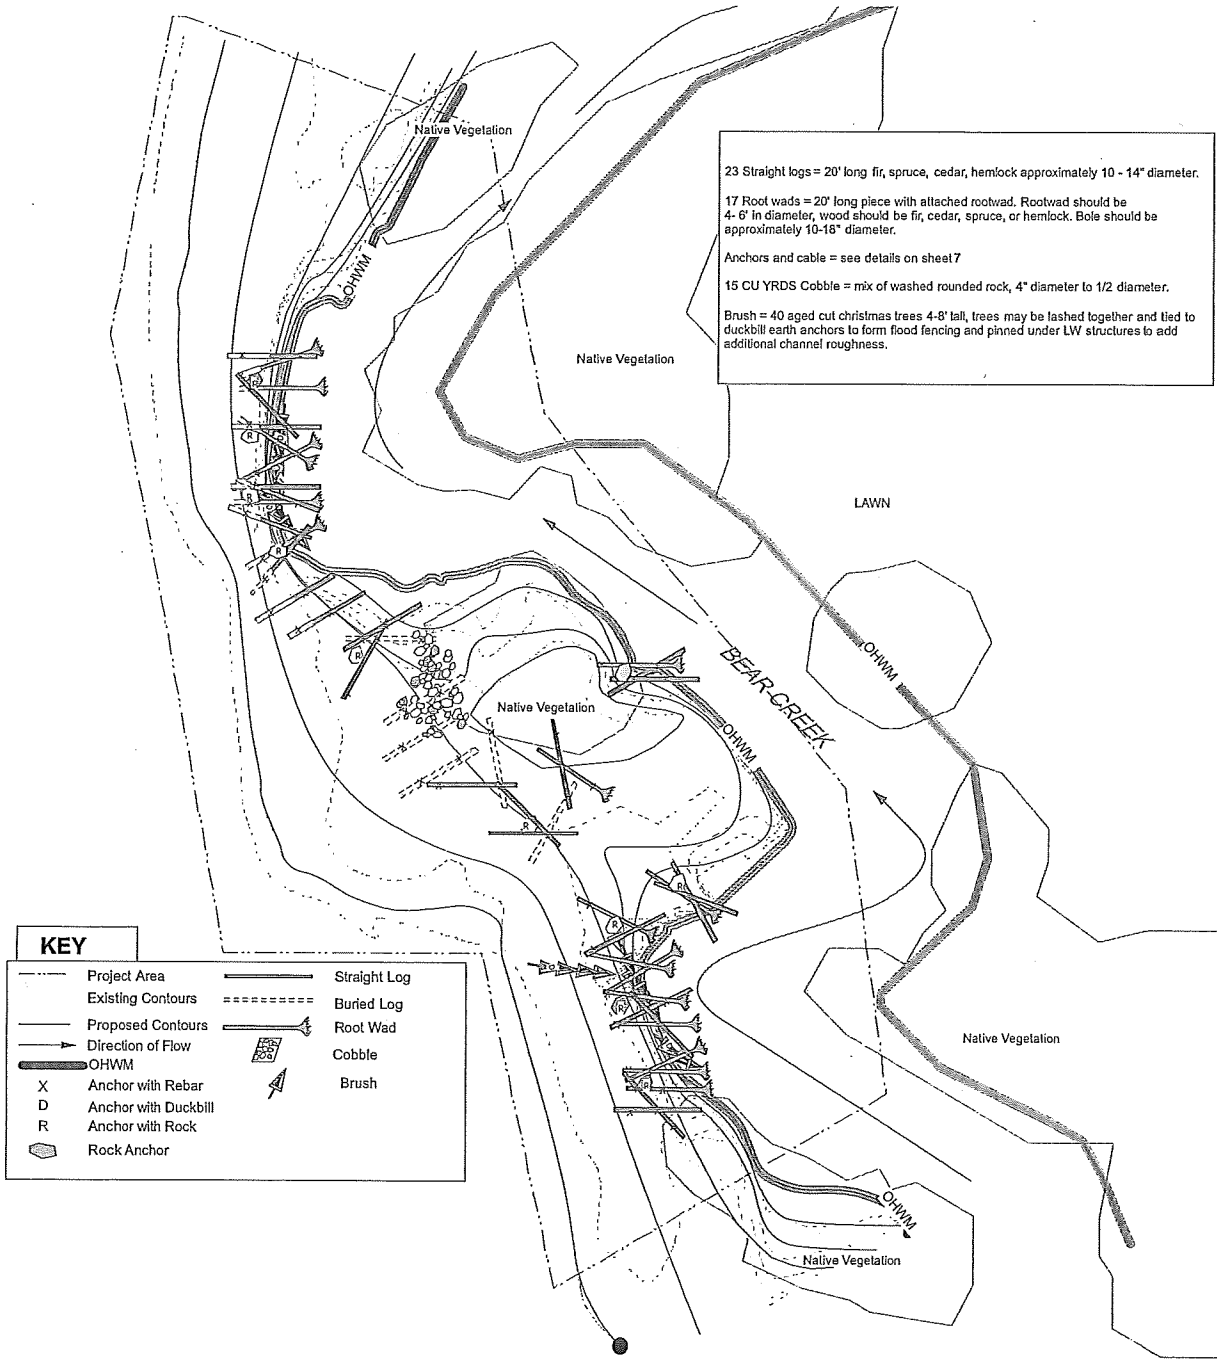 Native Vegetation
23 Straight logs = 20' long fir, spruce, cedar, hemlock approximately 10 - 14" diameter.
17 Root wads = 20' long piece with attached rootwad. Rootwad should be
4- 6' in diameter, wood should be fir, cedar, spruce, or hemlock. Bole should be
approximately 10-18" diameter.
Anchors and cable = see details on sheet 7
15 CU YRDS Cobble = mix of washed rounded rock, 4" diameter to 1/2 diameter.
Brush = 40 aged cut christmas trees 4-8' tall, trees may be lashed together and tied to
duckbill earth anchors to form flood fencing and pinned under LW structures to add
additional channel roughness.
OHWM
Native Vegetation
R
R
R
R
LAWN
OHWM
R
BEAR CREEK
Native Vegetation
OHWM
R
R
R
D
R
R
Native Vegetation
OHWM
Native Vegetation
KEY
Project Area
Straight Log
Existing Contours
Buried Log
Proposed Contours
Root Wad
Direction of Flow
Cobble
OHWM
X Anchor with Rebar
Brush
D Anchor with Duckbill
R Anchor with Rock
Rock Anchor